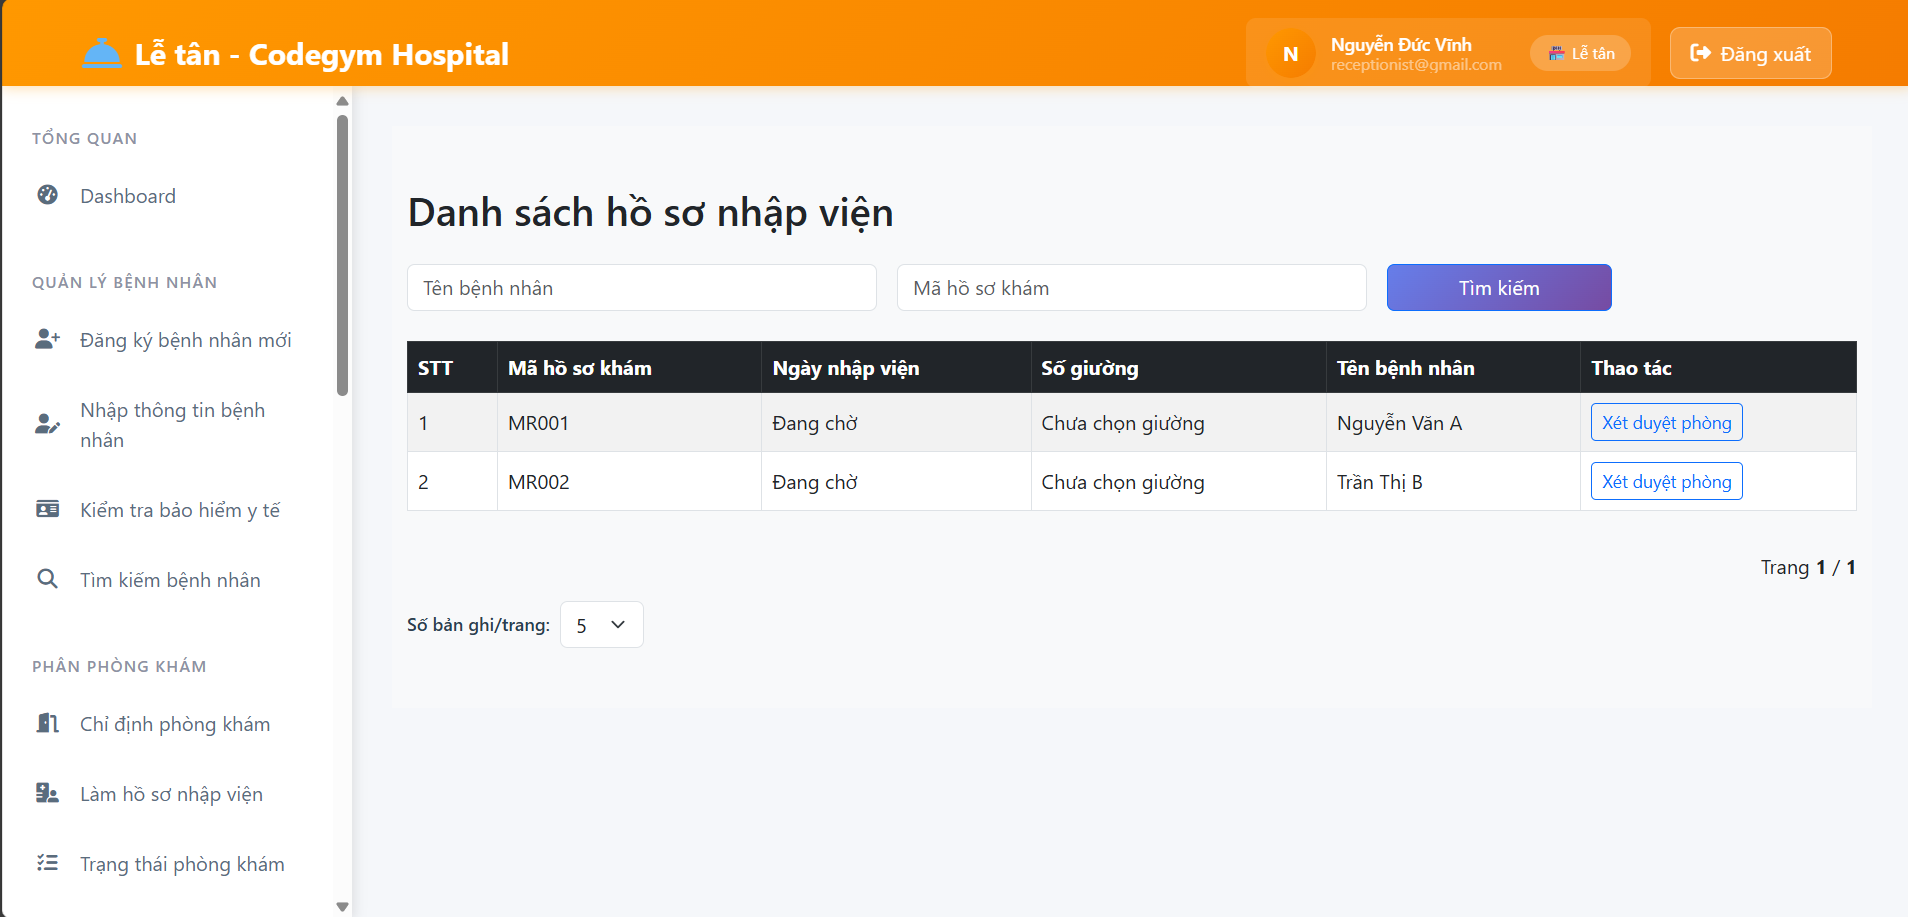 Lễ tân - Codegym Hospital
N
Nguyễn Đức Vĩnh
receptionist@gmail.com
Lễ tân
Đăng xuất
TỔNG QUAN
Dashboard
QUẢN LÝ BỆNH NHÂN
Đăng ký bệnh nhân mới
Nhập thông tin bệnh
nhân
Kiểm tra bảo hiểm y tế
Tìm kiếm bệnh nhân
PHÂN PHÒNG KHÁM
Chỉ định phòng khám
Làm hồ sơ nhập viện
Trạng thái phòng khám
Danh sách hồ sơ nhập viện
Tên bệnh nhân
Mã hồ sơ khám
Tìm kiếm
STT Mã hồ sơ khám Ngày nhập viện Số giường Tên bệnh nhân Thao tác
1 MR001 Đang chờ Chưa chọn giường Nguyễn Văn A Xét duyệt phòng
2 MR002 Đang chờ Chưa chọn giường Trần Thị B Xét duyệt phòng
Trang 1 / 1
Số bản ghi/trang: 5